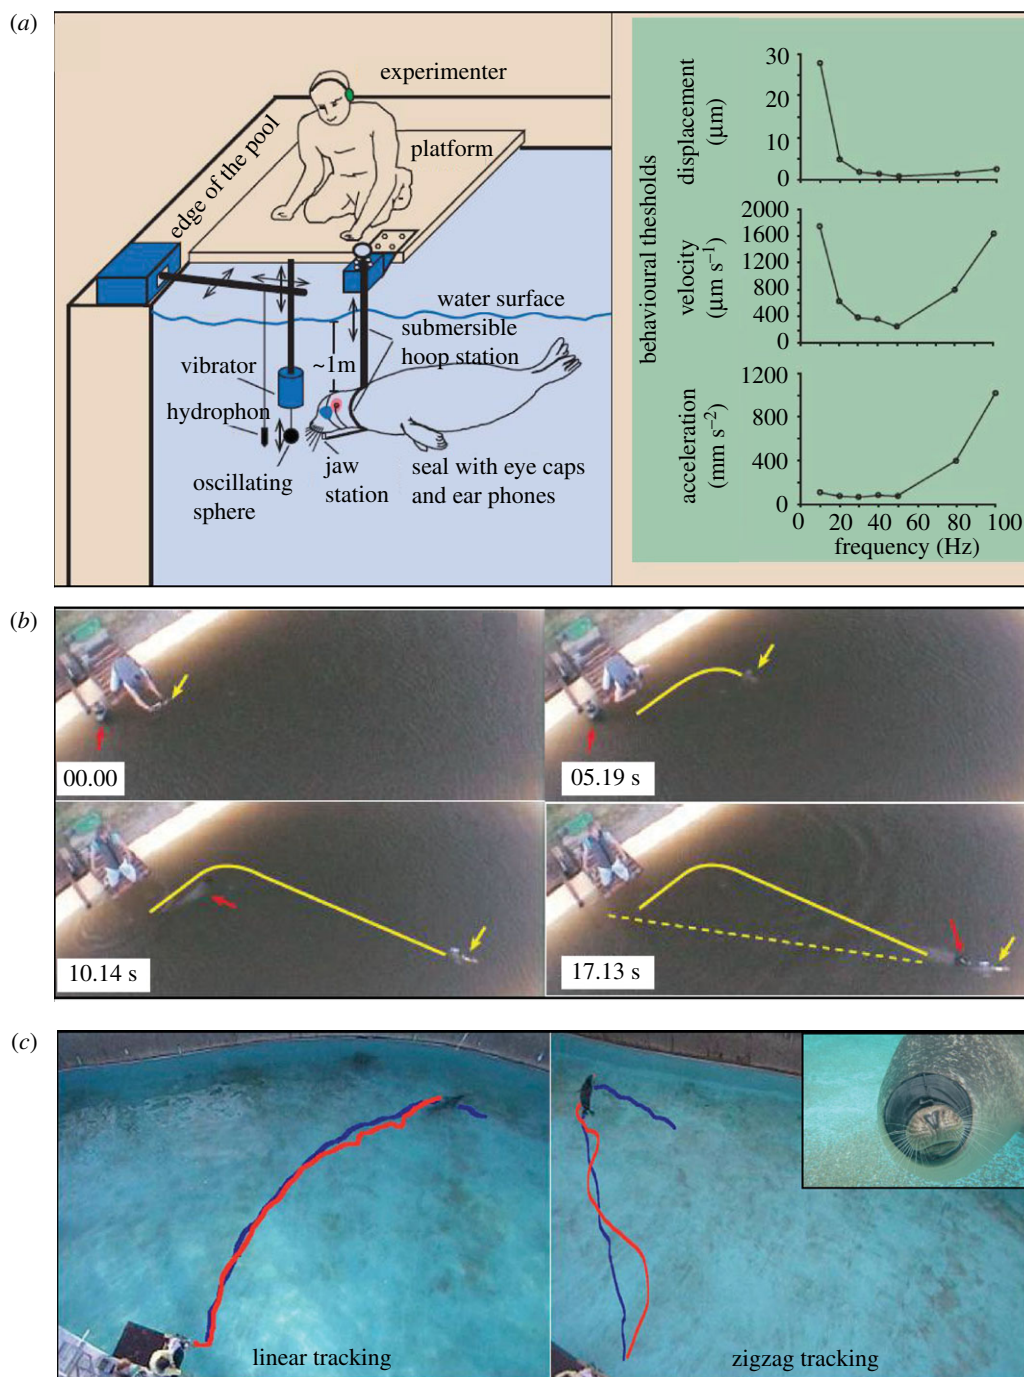 (a)
experimenter
edge of the pool
platform
water surface
submersible
hoop station
~1m
vibrator
hydrophon
oscillating
sphere
jaw
station
seal with eye caps
and ear phones
behavioural thesholds
displacement
(μm)
30
20
10
0
velocity
(μm s⁻¹)
2000
1600
1200
800
400
0
acceleration
(mm s⁻²)
1200
800
400
0
0 20 40 60 80 100
frequency (Hz)
(b)
00.00
05.19 s
10.14 s
17.13 s
(c)
linear tracking
zigzag tracking